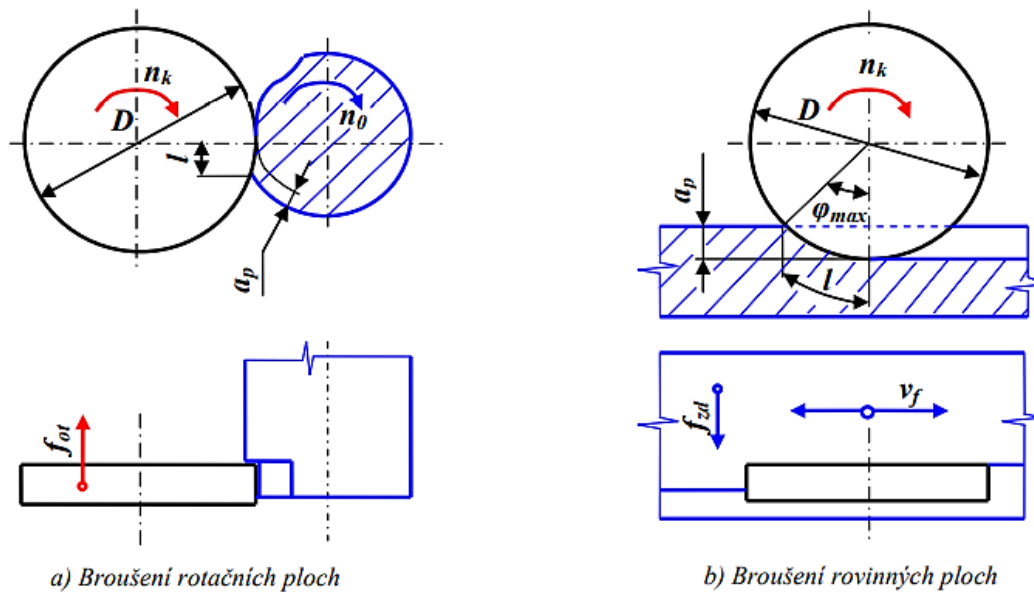 n_k
D
n_0
l
a_p
f_ot
a) Broušení rotačních ploch
n_k
D
a_p
φ_max
l
f_zd
v_f
b) Broušení rovinných ploch